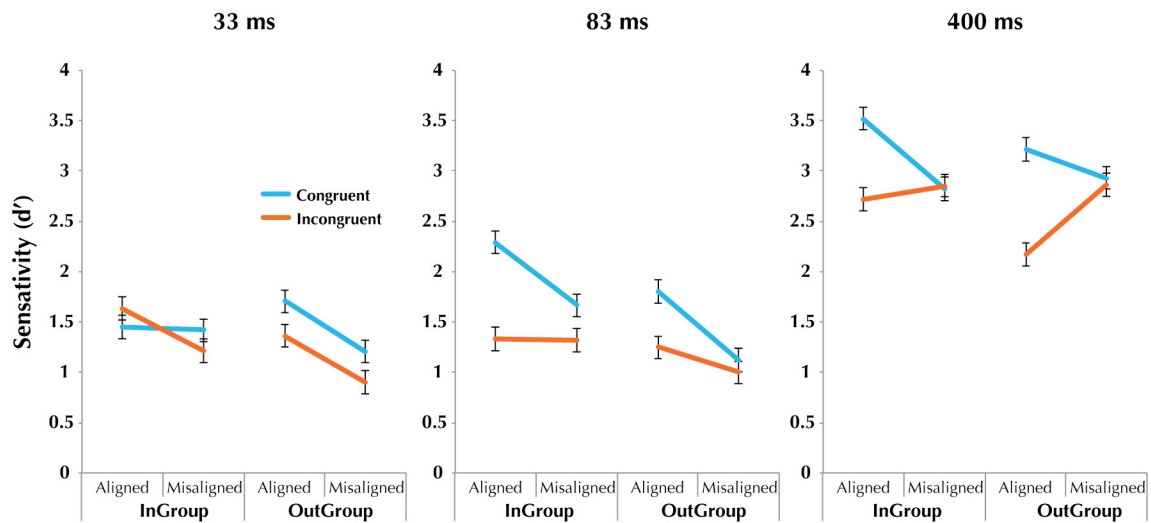 33 ms
83 ms
400 ms
Sensativity (d′)
4
3.5
3
2.5
2
1.5
1
0.5
0
Congruent
Incongruent
Aligned Misaligned Aligned Misaligned
InGroup OutGroup
4
3.5
3
2.5
2
1.5
1
0.5
0
Aligned Misaligned Aligned Misaligned
InGroup OutGroup
4
3.5
3
2.5
2
1.5
1
0.5
0
Aligned Misaligned Aligned Misaligned
InGroup OutGroup